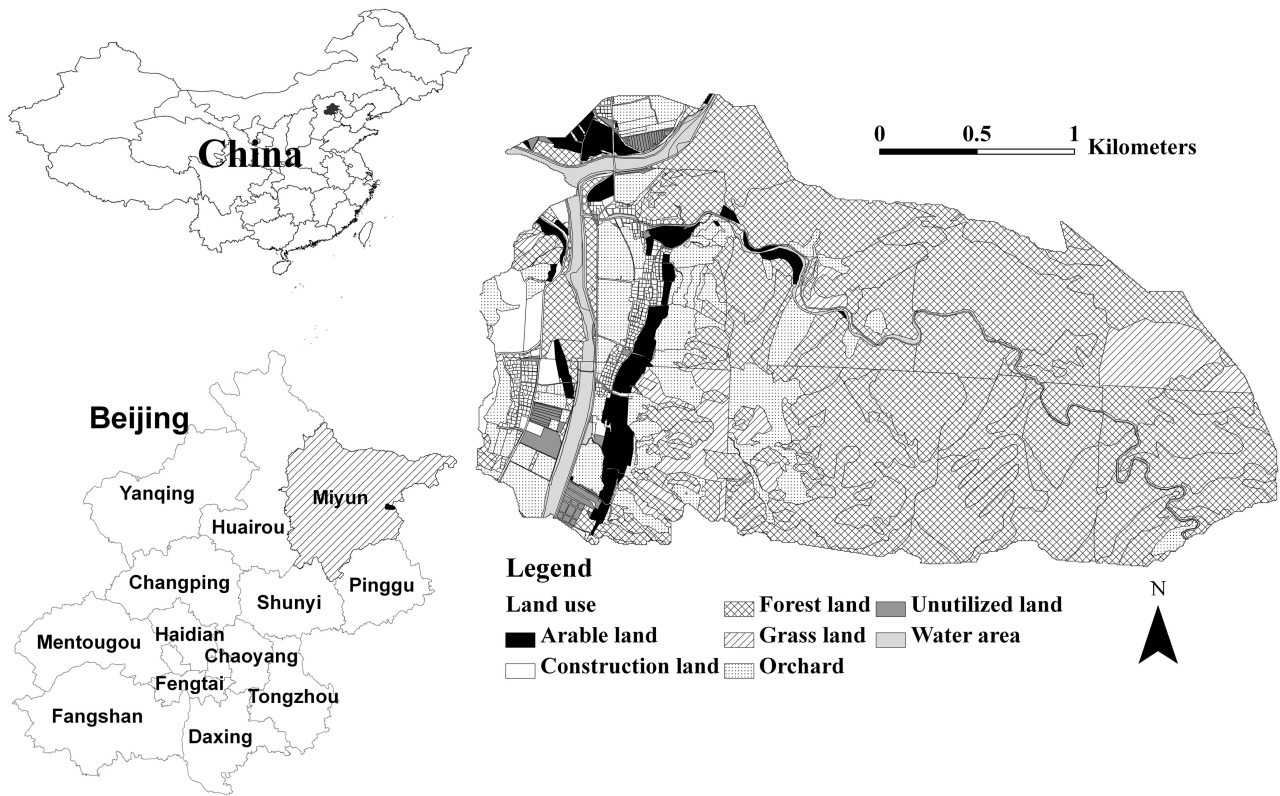 China
0 0.5 1
Kilometers
Beijing
Yanqing
Miyun
Huairou
Changping
Pinggu
Shunyi
Haidian
Mentougou
Chaoyang
Fengtai
Tongzhou
Fangshan
Daxing
Legend
Land use
Arable land
Construction land
Forest land
Grass land
Orchard
Unutilized land
Water area
N